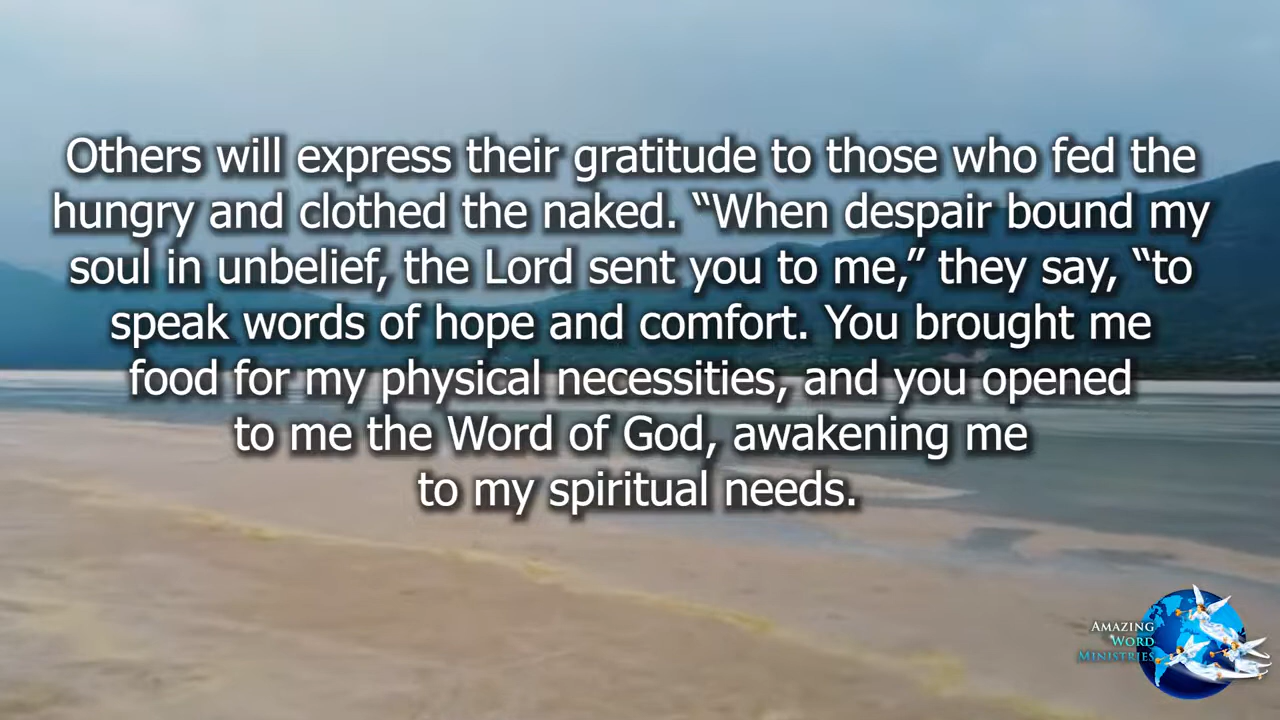 Others will express their gratitude to those who fed the
hungry and clothed the naked. “When despair bound my
soul in unbelief, the Lord sent you to me,” they say, “to
speak words of hope and comfort. You brought me
food for my physical necessities, and you opened
to me the Word of God, awakening me
to my spiritual needs.
AMAZING
WORD
MINISTRIES